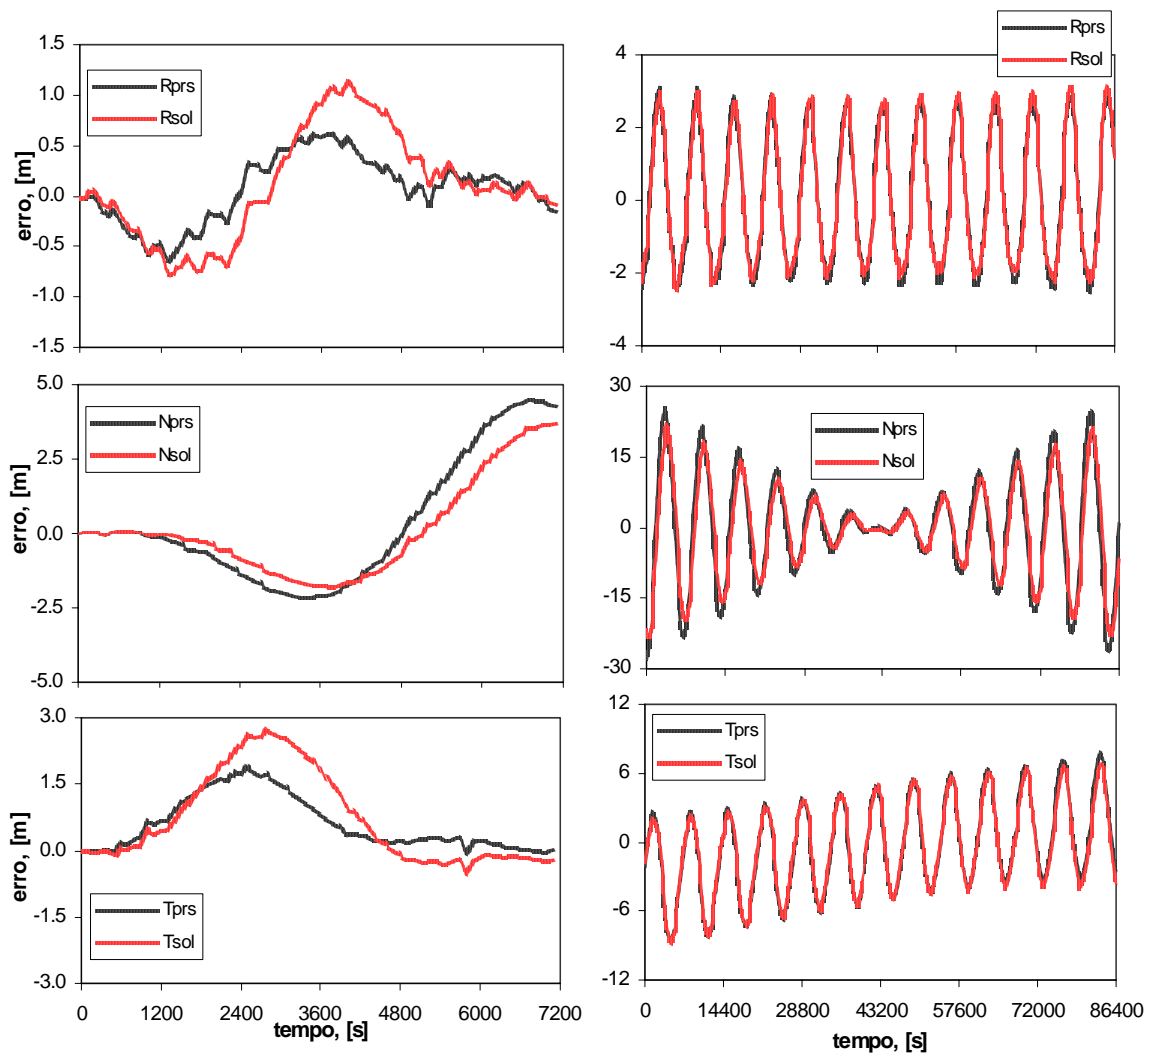 1.5
1.0
0.5
0.0
-0.5
-1.0
-1.5
erro, [m]
Rprs
Rsol
4
2
0
-2
-4
Rprs
Rsol
5.0
2.5
0.0
-2.5
-5.0
erro, [m]
Nprs
Nsol
30
15
0
-15
-30
Nprs
Nsol
3.0
1.5
0.0
-1.5
-3.0
erro, [m]
Tprs
Tsol
0 1200 2400 3600 4800 6000 7200
tempo, [s]
12
6
0
-6
-12
Tprs
Tsol
0 14400 28800 43200 57600 72000 86400
tempo, [s]